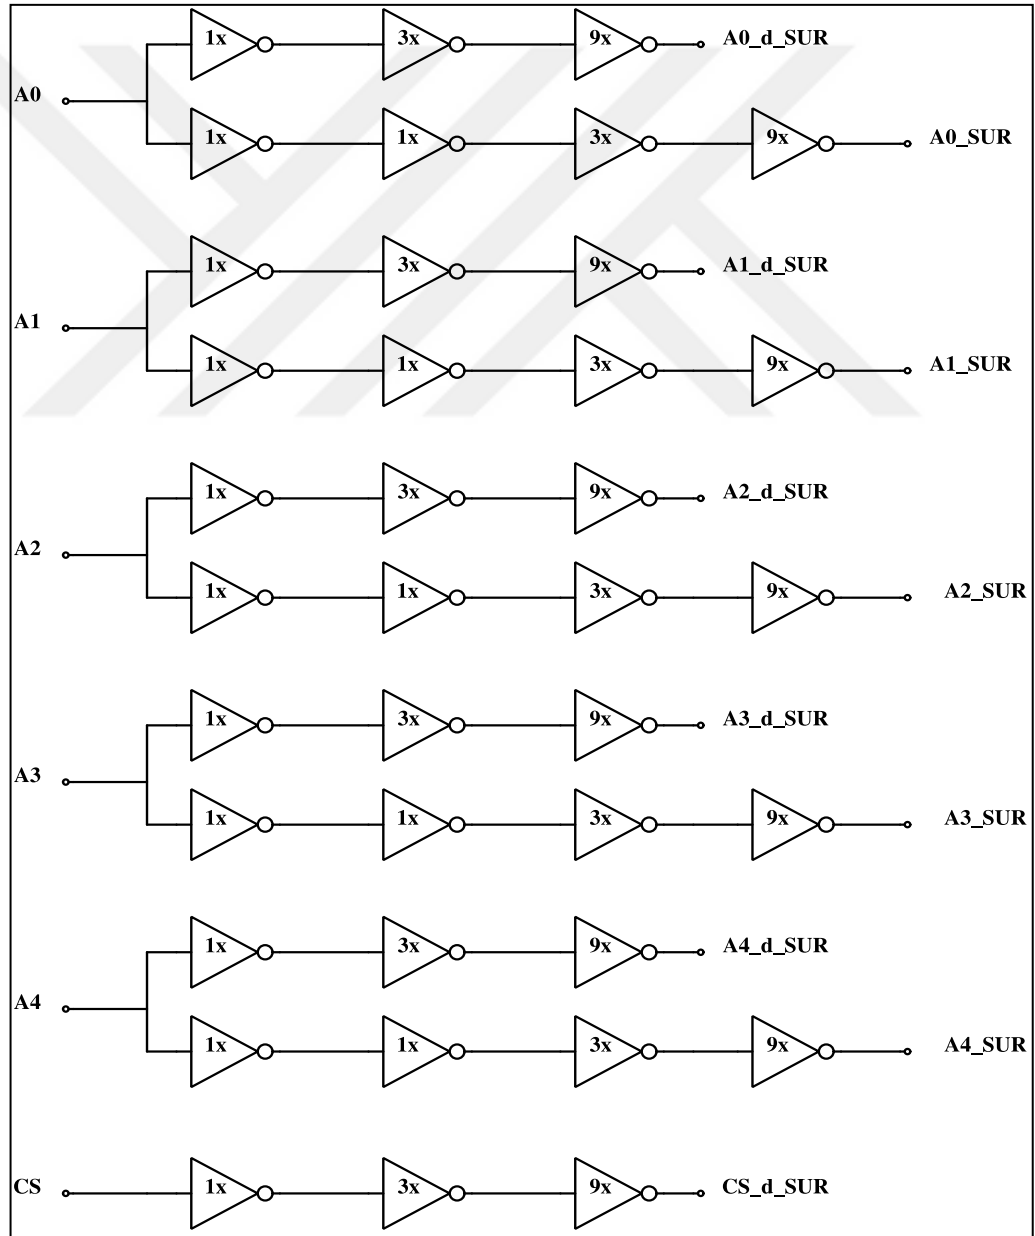 1x 3x 9x A0_d_SUR
A0
1x 1x 3x 9x A0_SUR
1x 3x 9x A1_d_SUR
A1
1x 1x 3x 9x A1_SUR
1x 3x 9x A2_d_SUR
A2
1x 1x 3x 9x A2_SUR
1x 3x 9x A3_d_SUR
A3
1x 1x 3x 9x A3_SUR
1x 3x 9x A4_d_SUR
A4
1x 1x 3x 9x A4_SUR
CS 1x 3x 9x CS_d_SUR